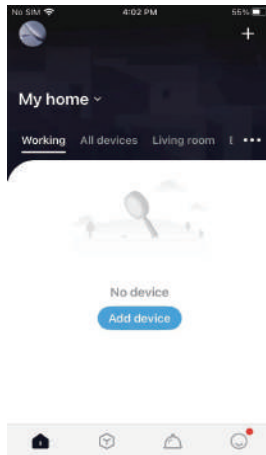 No SIM 4:02 PM 55%
My home
Working All devices Living room
No device
Add device